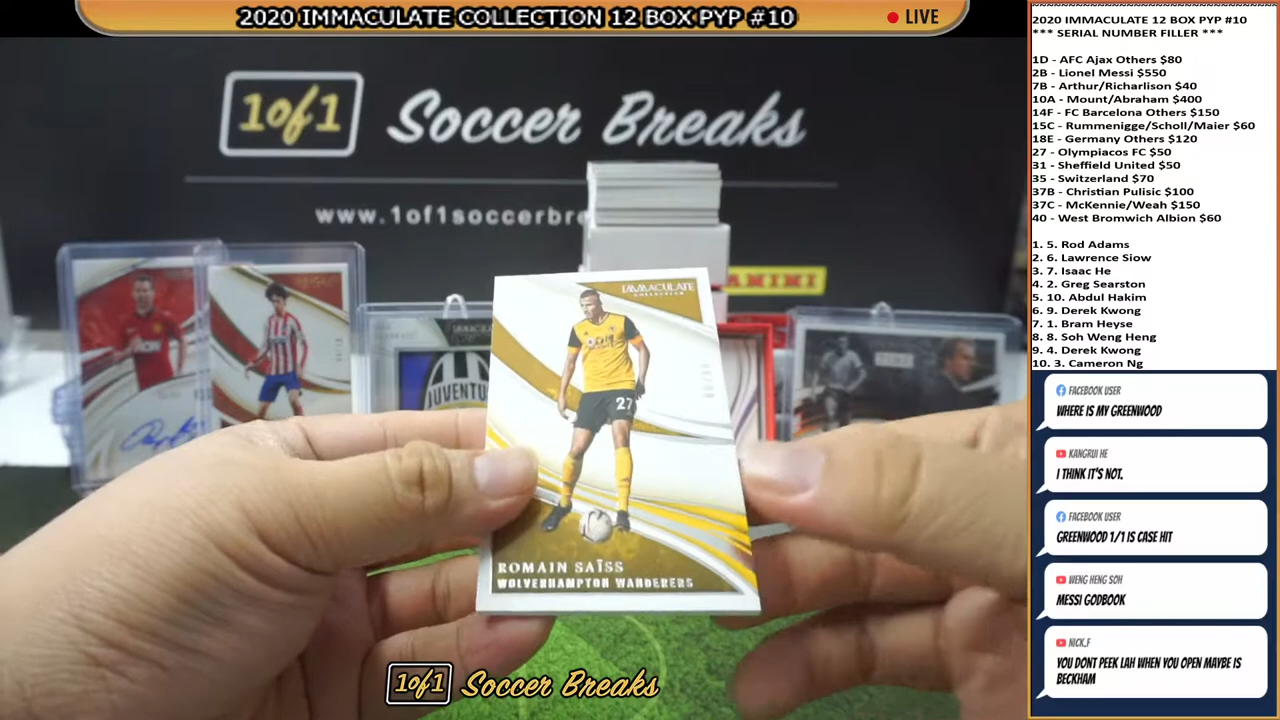 2020 IMMACULATE COLLECTION 12 BOX PYP #10
LIVE
1of1 Soccer Breaks
www.1of1soccerbre
PANINI
JUVENTU
IMMACULATE
COLLECTION
27
ROMAIN SAÏSS
WOLVERHAMPTON WANDERERS
1of1 Soccer Breaks
2020 IMMACULATE 12 BOX PYP #10
*** SERIAL NUMBER FILLER ***
1D - AFC Ajax Others $80
2B - Lionel Messi $550
7B - Arthur/Richarlison $40
10A - Mount/Abraham $400
14F - FC Barcelona Others $150
15C - Rummenigge/Scholl/Maier $60
18E - Germany Others $120
27 - Olympiacos FC $50
31 - Sheffield United $50
35 - Switzerland $70
37B - Christian Pulisic $100
37C - McKennie/Weah $150
40 - West Bromwich Albion $60
1. 5. Rod Adams
2. 6. Lawrence Siow
3. 7. Isaac He
4. 2. Greg Searston
5. 10. Abdul Hakim
6. 9. Derek Kwong
7. 1. Bram Heyse
8. 8. Soh Weng Heng
9. 4. Derek Kwong
10. 3. Cameron Ng
FACEBOOK USER
WHERE IS MY GREENWOOD
KANGRUI HE
I THINK IT'S NOT.
FACEBOOK USER
GREENWOOD 1/1 IS CASE HIT
WENG HENG SOH
MESSI GODBOOK
NICK.F
YOU DONT PEEK LAH WHEN YOU OPEN MAYBE IS
BECKHAM